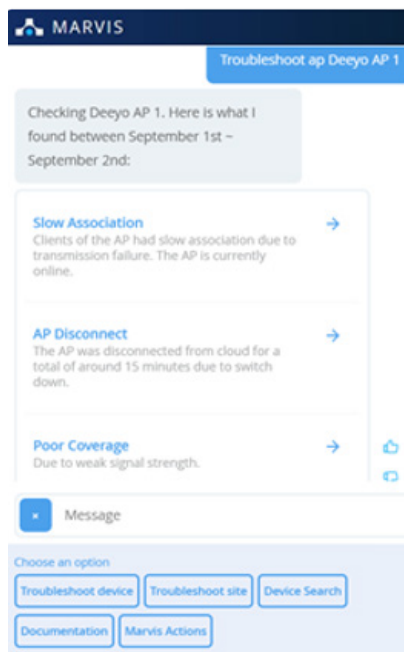 MARVIS
Troubleshoot ap Deeyo AP 1
Checking Deeyo AP 1. Here is what I
found between September 1st ~
September 2nd:
Slow Association
Clients of the AP had slow association due to
transmission failure. The AP is currently
online.
AP Disconnect
The AP was disconnected from cloud for a
total of around 15 minutes due to switch
down.
Poor Coverage
Due to weak signal strength.
Message
Choose an option
Troubleshoot device
Troubleshoot site
Device Search
Documentation
Marvis Actions